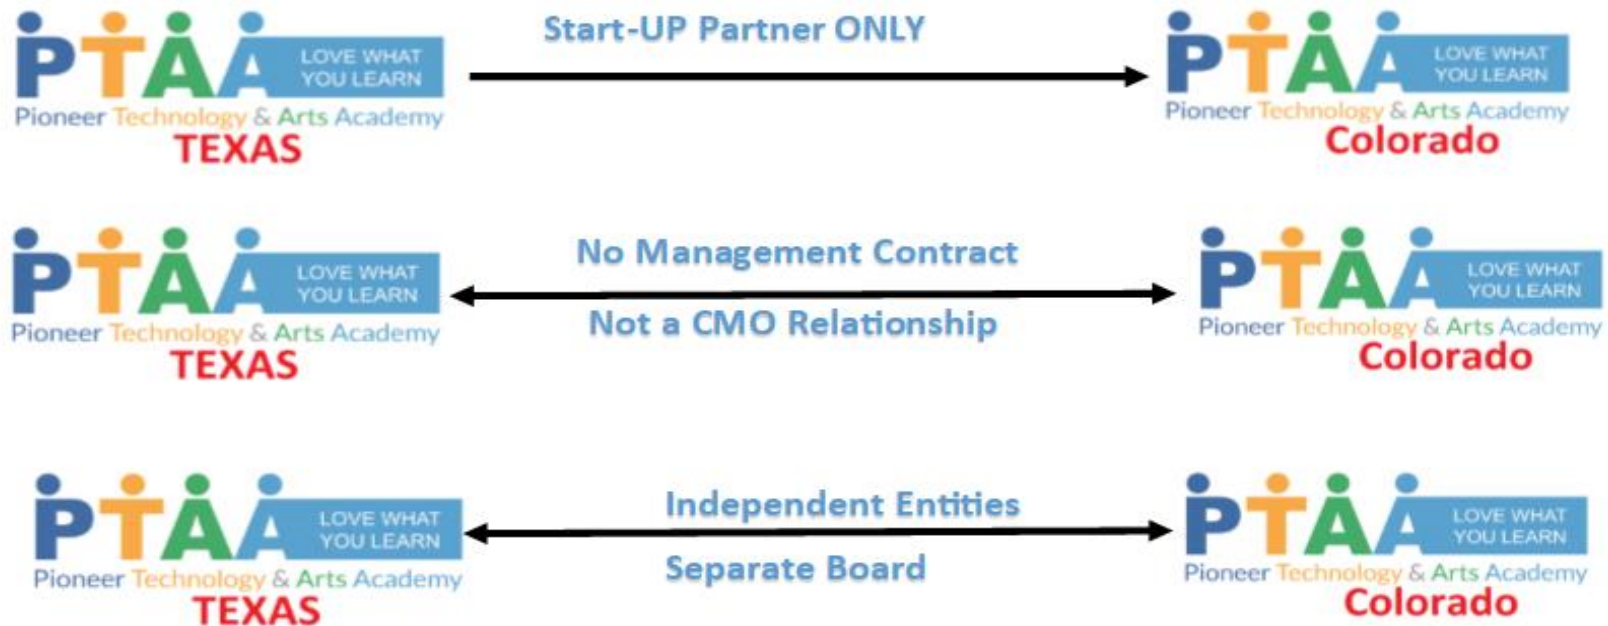 Start-UP Partner ONLY
PTAA
LOVE WHAT
YOU LEARN
Pioneer Technology & Arts Academy
TEXAS
PTAA
LOVE WHAT
YOU LEARN
Pioneer Technology & Arts Academy
Colorado
No Management Contract
Not a CMO Relationship
PTAA
LOVE WHAT
YOU LEARN
Pioneer Technology & Arts Academy
TEXAS
PTAA
LOVE WHAT
YOU LEARN
Pioneer Technology & Arts Academy
Colorado
Independent Entities
Separate Board
PTAA
LOVE WHAT
YOU LEARN
Pioneer Technology & Arts Academy
TEXAS
PTAA
LOVE WHAT
YOU LEARN
Pioneer Technology & Arts Academy
Colorado